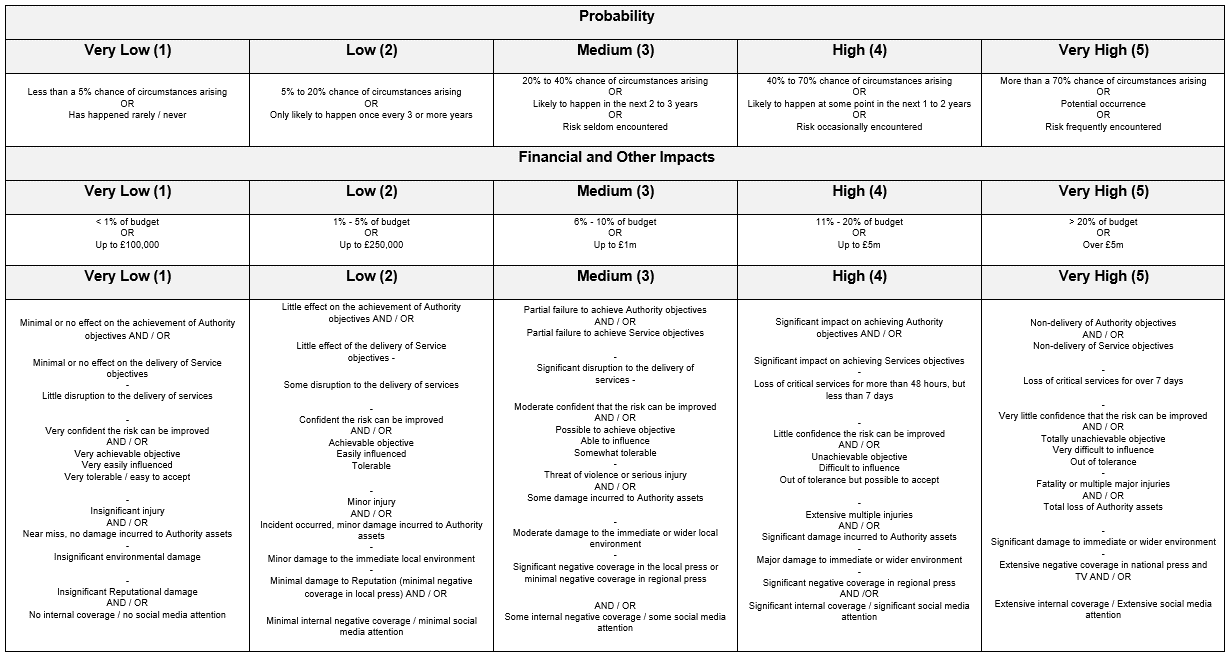 Probability
Very Low (1)
Low (2)
Medium (3)
High (4)
Very High (5)
Less than a 5% chance of circumstances arising
OR
Has happened rarely / never
5% to 20% chance of circumstances arising
OR
Only likely to happen once every 3 or more years
20% to 40% chance of circumstances arising
OR
Likely to happen in the next 2 to 3 years
OR
Risk seldom encountered
40% to 70% chance of circumstances arising
OR
Likely to happen at some point in the next 1 to 2 years
OR
Risk occasionally encountered
More than a 70% chance of circumstances arising
OR
Potential occurrence
OR
Risk frequently encountered
Financial and Other Impacts
Very Low (1)
Low (2)
Medium (3)
High (4)
Very High (5)
< 1% of budget
OR
Up to £100,000
1% - 5% of budget
OR
Up to £250,000
6% - 10% of budget
OR
Up to £1m
11% - 20% of budget
OR
Up to £5m
> 20% of budget
OR
Over £5m
Very Low (1)
Low (2)
Medium (3)
High (4)
Very High (5)
Minimal or no effect on the achievement of Authority
objectives AND / OR
Minimal or no effect on the delivery of Service
objectives
-
Little disruption to the delivery of services
-
Very confident the risk can be improved
AND / OR
Very achievable objective
Very easily influenced
Very tolerable / easy to accept
-
Insignificant injury
AND / OR
Near miss, no damage incurred to Authority assets
-
Insignificant environmental damage
-
Insignificant Reputational damage
AND / OR
No internal coverage / no social media attention
Little effect on the achievement of Authority
objectives AND / OR
Little effect of the delivery of Service
objectives -
Some disruption to the delivery of services
-
Confident the risk can be improved
AND / OR
Achievable objective
Easily influenced
Tolerable
-
Minor injury
AND / OR
Incident occurred, minor damage incurred to Authority
assets
-
Minor damage to the immediate local environment
-
Minimal damage to Reputation (minimal negative
coverage in local press) AND / OR
Minimal internal negative coverage / minimal social
media attention
Partial failure to achieve Authority objectives
AND / OR
Partial failure to achieve Service objectives
-
Significant disruption to the delivery of
services -
Moderate confident that the risk can be improved
AND / OR
Possible to achieve objective
Able to influence
Somewhat tolerable
-
Threat of violence or serious injury
AND / OR
Some damage incurred to Authority assets
-
Moderate damage to the immediate or wider local
environment
-
Significant negative coverage in the local press or
minimal negative coverage in regional press
AND / OR
Some internal negative coverage / some social media
attention
Significant impact on achieving Authority
objectives AND / OR
Significant impact on achieving Services objectives
-
Loss of critical services for more than 48 hours, but
less than 7 days
-
Little confidence the risk can be improved
AND / OR
Unachievable objective
Difficult to influence
Out of tolerance but possible to accept
-
Extensive multiple injuries
AND / OR
Significant damage incurred to Authority assets
-
Major damage to immediate or wider environment
-
Significant negative coverage in regional press
AND /OR
Significant internal coverage / significant social media
attention
Non-delivery of Authority objectives
AND / OR
Non-delivery of Service objectives
-
Loss of critical services for over 7 days
-
Very little confidence that the risk can be improved
AND / OR
Totally unachievable objective
Very difficult to influence
Out of tolerance
-
Fatality or multiple major injuries
AND / OR
Total loss of Authority assets
-
Significant damage to immediate or wider environment
-
Extensive negative coverage in national press and
TV AND / OR
Extensive internal coverage / Extensive social media
attention